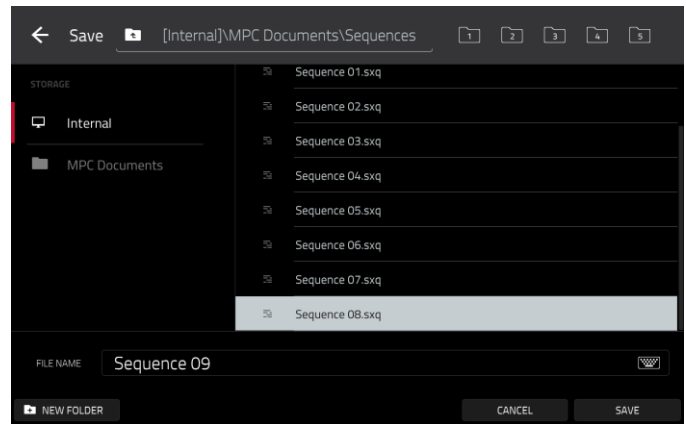 Save [Internal]\MPC Documents\Sequences 1 2 3 4 5
STORAGE
Internal
MPC Documents
Sequence 01.sxq
Sequence 02.sxq
Sequence 03.sxq
Sequence 04.sxq
Sequence 05.sxq
Sequence 06.sxq
Sequence 07.sxq
Sequence 08.sxq
FILE NAME Sequence 09
NEW FOLDER CANCEL SAVE